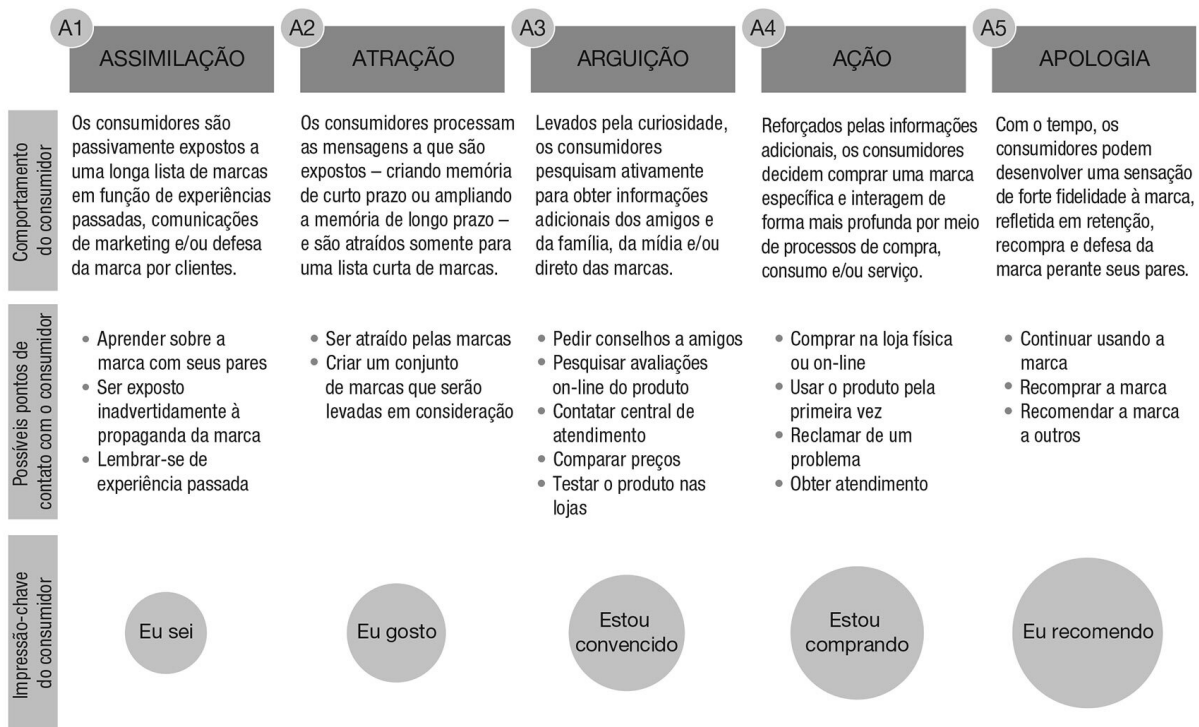 A1
ASSIMILAÇÃO
A2
ATRAÇÃO
A3
ARGUIÇÃO
A4
AÇÃO
A5
APOLOGIA
Comportamento
do consumidor
Os consumidores são
passivamente expostos a
uma longa lista de marcas
em função de experiências
passadas, comunicações
de marketing e/ou defesa
da marca por clientes.
Os consumidores processam
as mensagens a que são
expostos – criando memória
de curto prazo ou ampliando
a memória de longo prazo –
e são atraídos somente para
uma lista curta de marcas.
Levados pela curiosidade,
os consumidores
pesquisam ativamente
para obter informações
adicionais dos amigos e
da família, da mídia e/ou
direto das marcas.
Reforçados pelas informações
adicionais, os consumidores
decidem comprar uma marca
específica e interagem de
forma mais profunda por meio
de processos de compra,
consumo e/ou serviço.
Com o tempo, os
consumidores podem
desenvolver uma sensação
de forte fidelidade à marca,
refletida em retenção,
recompra e defesa da
marca perante seus pares.
Possíveis pontos de
contato com o consumidor
• Aprender sobre a
marca com seus pares
• Ser exposto
inadvertidamente à
propaganda da marca
• Lembrar-se de
experiência passada
• Ser atraído pelas marcas
• Criar um conjunto
de marcas que serão
levadas em consideração
• Pedir conselhos a amigos
• Pesquisar avaliações
on-line do produto
• Contatar central de
atendimento
• Comparar preços
• Testar o produto nas
lojas
• Comprar na loja física
ou on-line
• Usar o produto pela
primeira vez
• Reclamar de um
problema
• Obter atendimento
• Continuar usando a
marca
• Recomprar a marca
• Recomendar a marca
a outros
Impressão-chave
do consumidor
Eu sei
Eu gosto
Estou
convencido
Estou
comprando
Eu recomendo